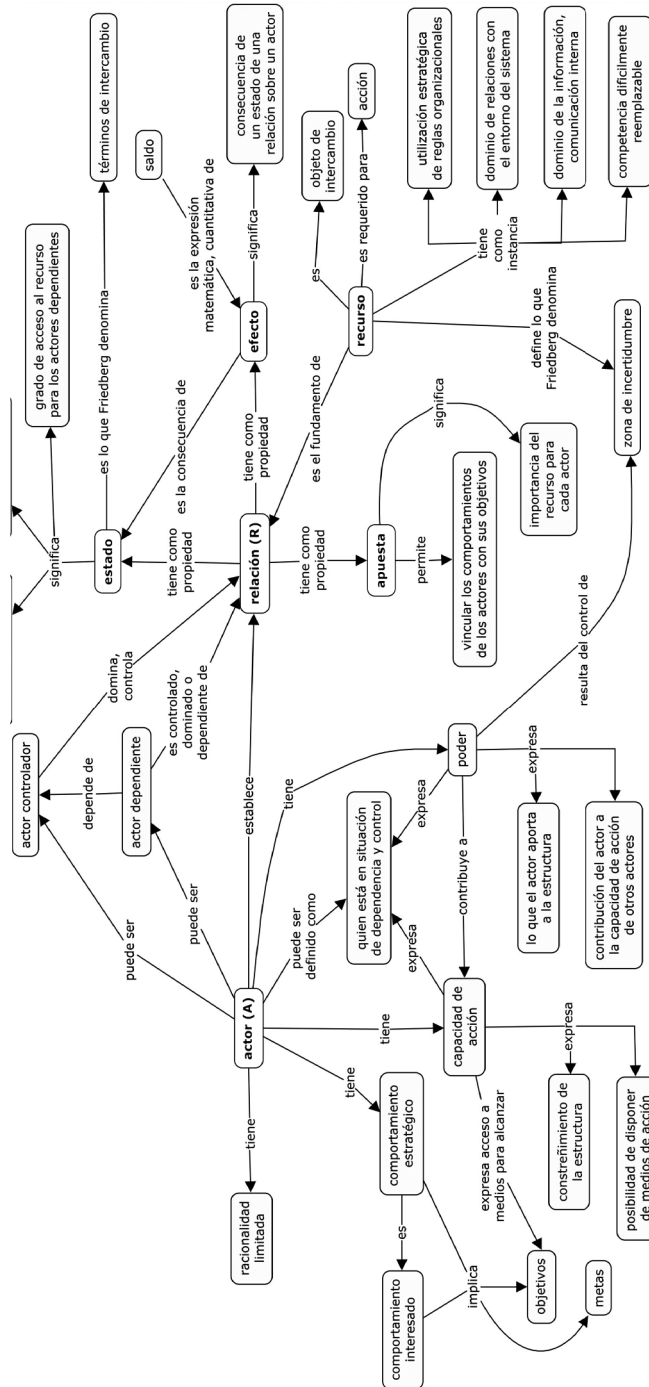 grado de acceso al recurso
para los actores dependientes
términos de intercambio
saldo
consecuencia de
un estado de una
relación sobre un actor
objeto de
intercambio
acción
utilización estratégica
de reglas organizacionales
dominio de relaciones con
el entorno del sistema
dominio de la información,
comunicación interna
competencia dificilmente
reemplazable
significa
es lo que Friedberg denomina
es la expresión
matemática, cuantitativa de
significa
es
es requerido para
tiene
como
instancia
estado
es la consecuencia de
efecto
recurso
define lo que
Friedberg denomina
zona de incertidumbre
tiene como
propiedad
tiene como
propiedad
es el fundamento de
relación (R)
tiene como
propiedad
apuesta
significa
importancia del
recurso para
cada actor
permite
vincular los comportamientos
de los actores con sus objetivos
domina,
controla
es controlado,
dominado o
dependiente de
actor controlador
depende de
actor dependiente
establece
tiene
poder
resulta del control de
puede ser
puede ser
puede ser
definido como
quien está en situación
de dependencia y control
expresa
expresa
contribuye a
expresa
lo que el actor aporta
a la estructura
contribución del actor a
la capacidad de acción
de otros actores
actor (A)
tiene
capacidad de
acción
tiene
tiene
racionalidad
limitada
comportamiento
estratégico
es
comportamiento
interesado
implica
expresa acceso a
medios para alcanzar
objetivos
metas
expresa
constreñimiento de
la estructura
posibilidad de disponer
de medios de acción